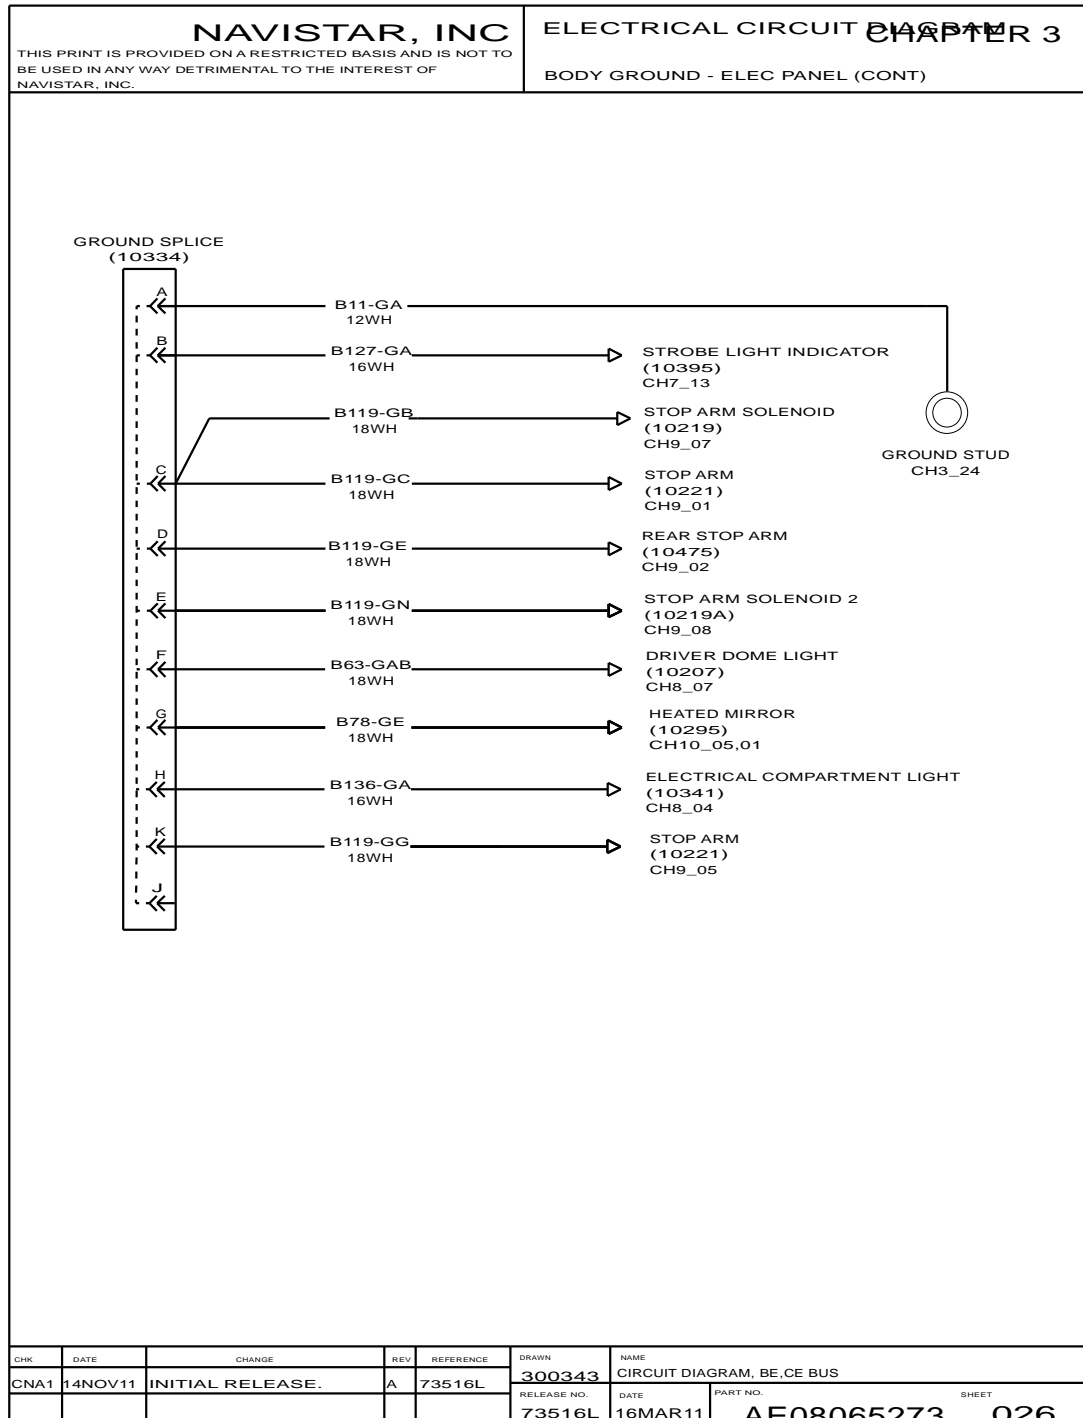 NAVISTAR, INC
THIS PRINT IS PROVIDED ON A RESTRICTED BASIS AND IS NOT TO
BE USED IN ANY WAY DETRIMENTAL TO THE INTEREST OF
NAVISTAR, INC.
ELECTRICAL CIRCUIT DIAGRAM
CHAPTER 3
BODY GROUND - ELEC PANEL (CONT)
GROUND SPLICE
(10334)
A
B11-GA
12WH
B
B127-GA
16WH
STROBE LIGHT INDICATOR
(10395)
CH7_13
B119-GB
18WH
STOP ARM SOLENOID
(10219)
CH9_07
GROUND STUD
CH3_24
C
B119-GC
18WH
STOP ARM
(10221)
CH9_01
D
B119-GE
18WH
REAR STOP ARM
(10475)
CH9_02
E
B119-GN
18WH
STOP ARM SOLENOID 2
(10219A)
CH9_08
F
B63-GAB
18WH
DRIVER DOME LIGHT
(10207)
CH8_07
G
B78-GE
18WH
HEATED MIRROR
(10295)
CH10_05,01
H
B136-GA
16WH
ELECTRICAL COMPARTMENT LIGHT
(10341)
CH8_04
K
B119-GG
18WH
STOP ARM
(10221)
CH9_05
J
CHK DATE CHANGE REV REFERENCE
CNA1 14NOV11 INITIAL RELEASE. A 73516L
DRAWN
300343
NAME
CIRCUIT DIAGRAM, BE,CE BUS
RELEASE NO.
73516L
DATE
16MAR11
PART NO.
AE08065273
SHEET
026